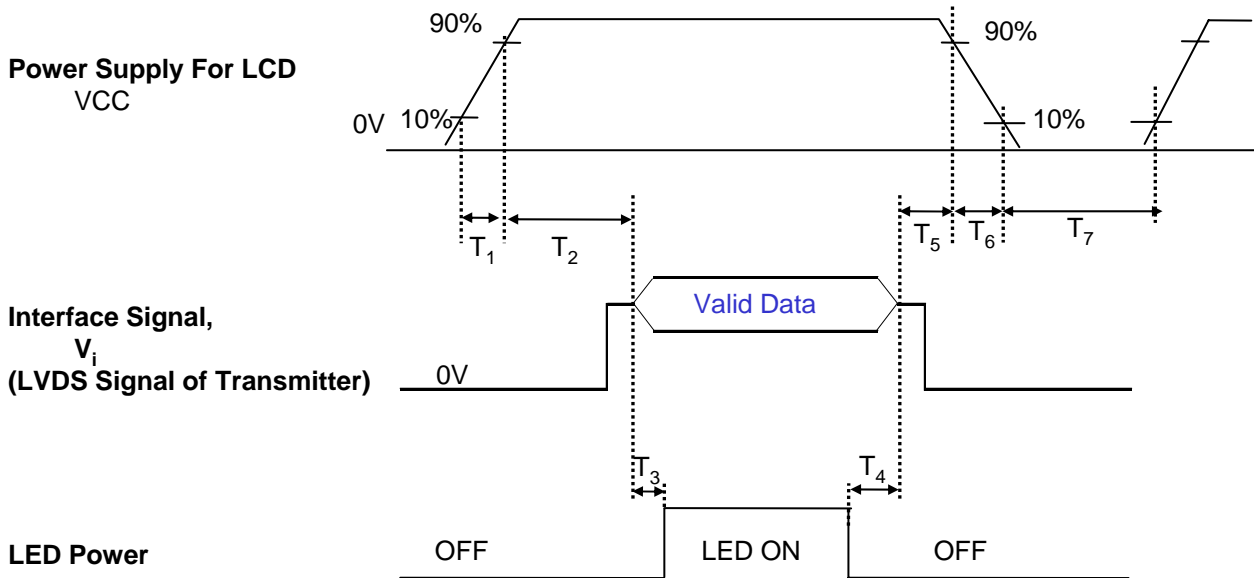 90%
90%
Power Supply For LCD
VCC
0V
10%
10%
T1
T2
T5
T6
T7
Valid Data
Interface Signal,
Vi
(LVDS Signal of Transmitter)
0V
T3
T4
LED Power
OFF
LED ON
OFF